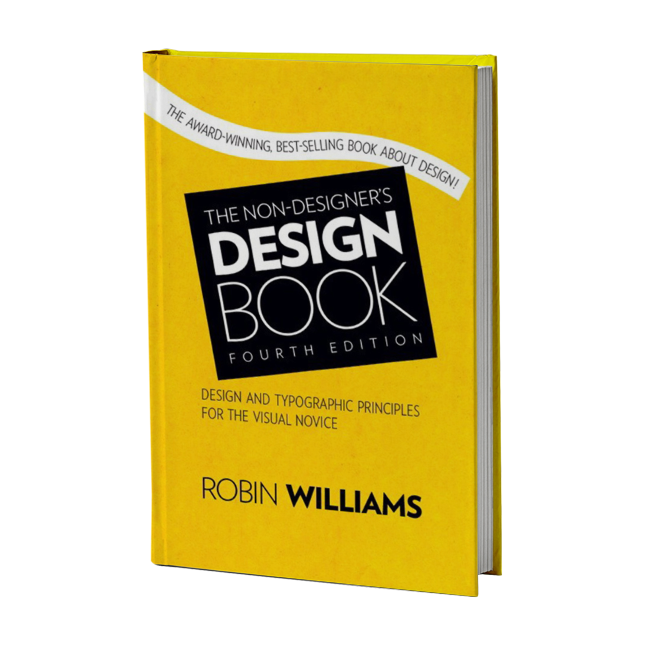 THE AWARD-WINNING, BEST-SELLING BOOK ABOUT DESIGN!
THE NON-DESIGNER'S
DESIGN
BOOK
FOURTH EDITION
DESIGN AND TYPOGRAPHIC PRINCIPLES
FOR THE VISUAL NOVICE
ROBIN WILLIAMS